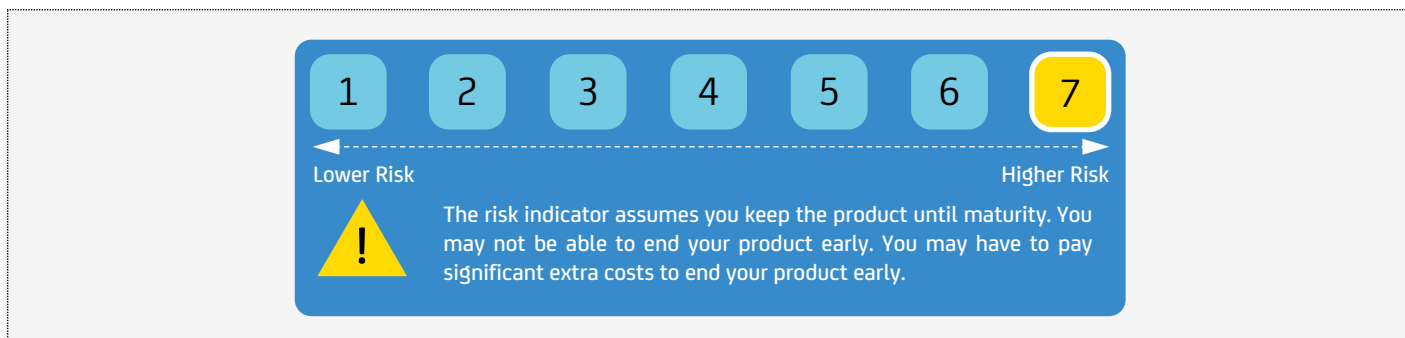 1 2 3 4 5 6 7
Lower Risk Higher Risk
! The risk indicator assumes you keep the product until maturity. You
may not be able to end your product early. You may have to pay
significant extra costs to end your product early.